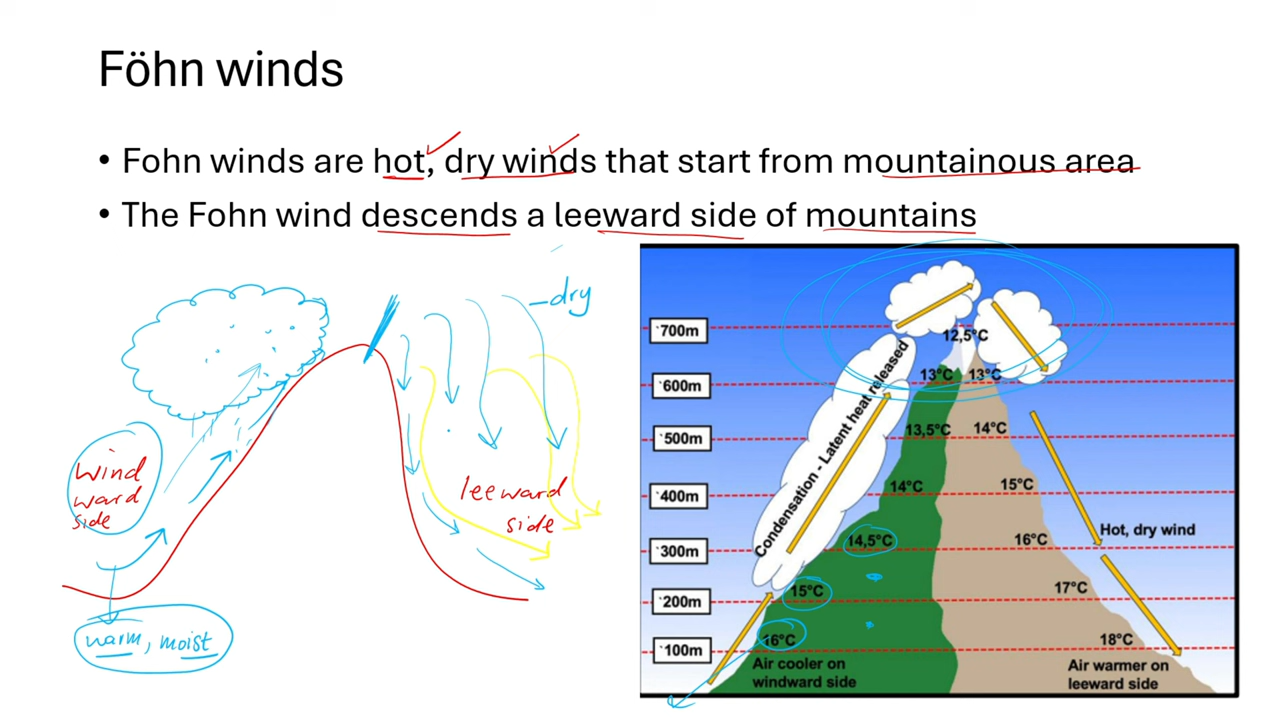 Föhn winds
• Fohn winds are hot, dry winds that start from mountainous area
• The Fohn wind descends a leeward side of mountains
-dry
wind
ward
side
leeward
side
warm, moist
`700m
`600m
`500m
`400m
`300m
`200m
`100m
12,5°C
13°C 13°C
13,5°C 14°C
14°C 15°C
14,5°C 16°C
15°C 17°C
16°C 18°C
Condensation - Latent heat released
Hot, dry wind
Air cooler on
windward side
Air warmer on
leeward side